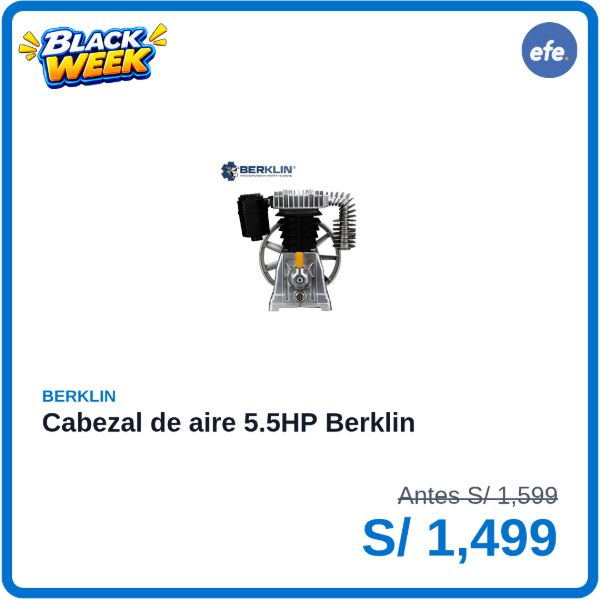 BLACK
WEEK
efe.
BERKLIN®
BERKLIN
Cabezal de aire 5.5HP Berklin
Antes S/ 1,599
S/ 1,499